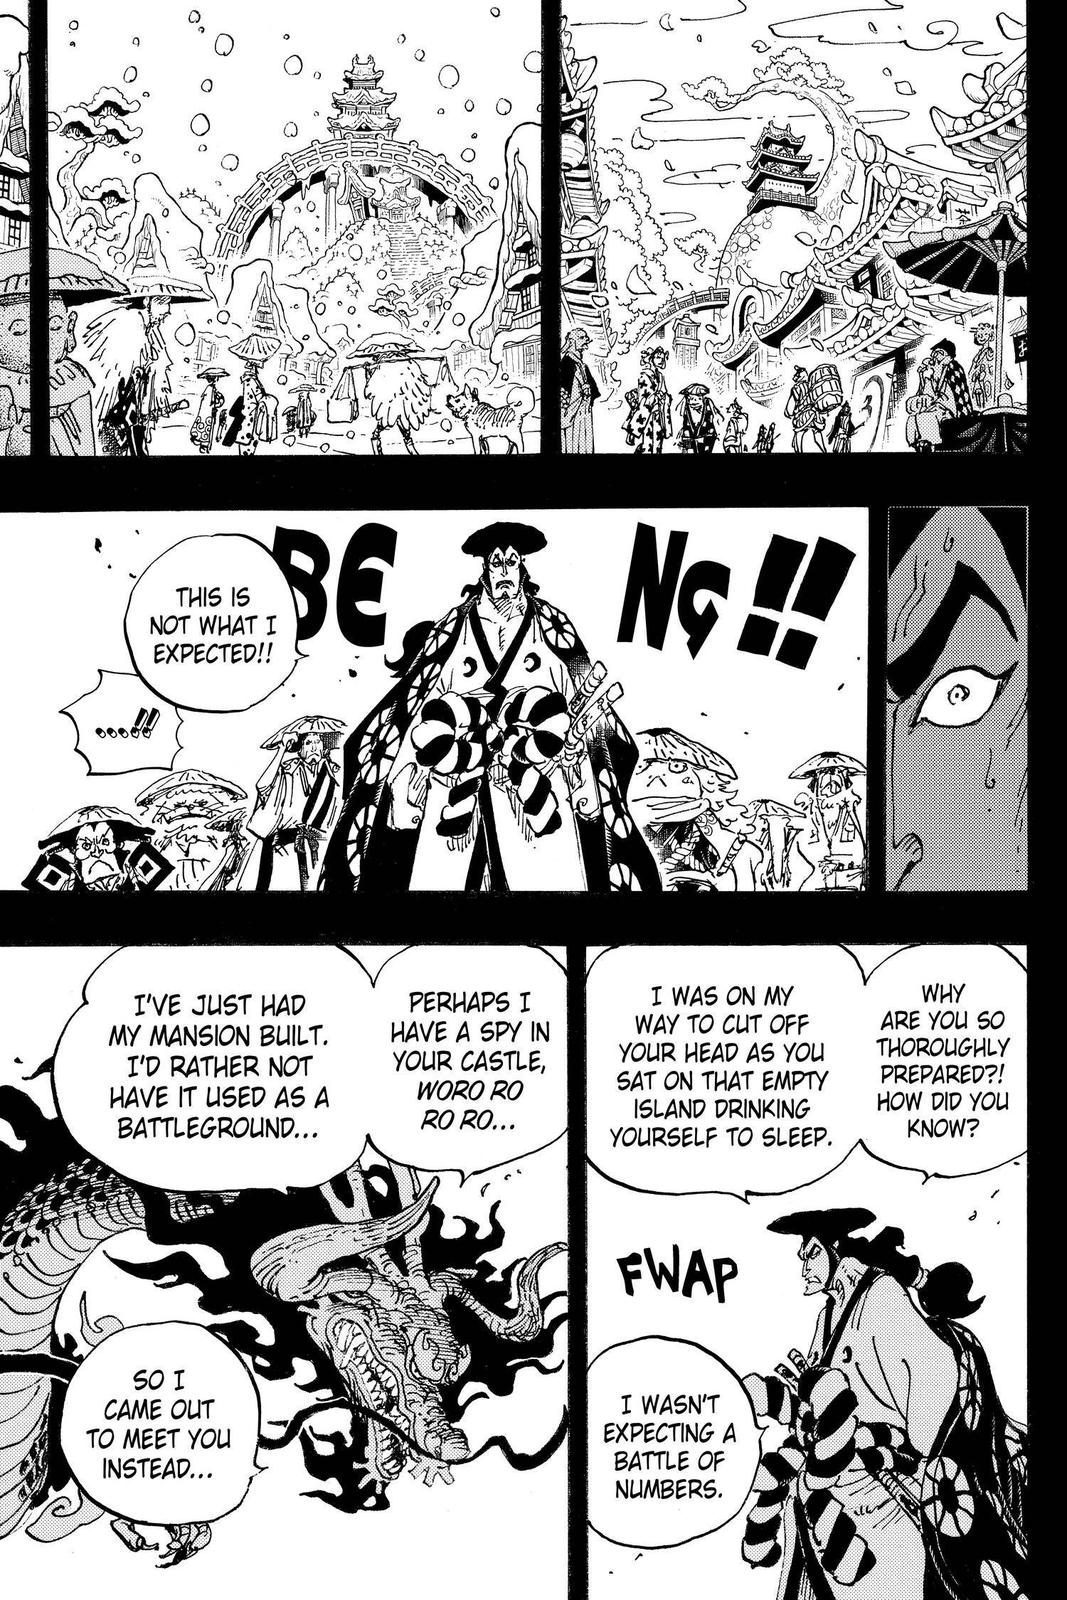 BE NG!!
THIS IS
NOT WHAT I
EXPECTED!!
...!!
WHY
ARE YOU SO
THOROUGHLY
PREPARED?!
HOW DID YOU
KNOW?
I WAS ON MY
WAY TO CUT OFF
YOUR HEAD AS YOU
SAT ON THAT EMPTY
ISLAND DRINKING
YOURSELF TO SLEEP.
FWAP
I WASN'T
EXPECTING A
BATTLE OF
NUMBERS.
PERHAPS I
HAVE A SPY IN
YOUR CASTLE,
WORO RO
RO RO...
I'VE JUST HAD
MY MANSION BUILT.
I'D RATHER NOT
HAVE IT USED AS A
BATTLEGROUND...
SO I
CAME OUT
TO MEET YOU
INSTEAD...